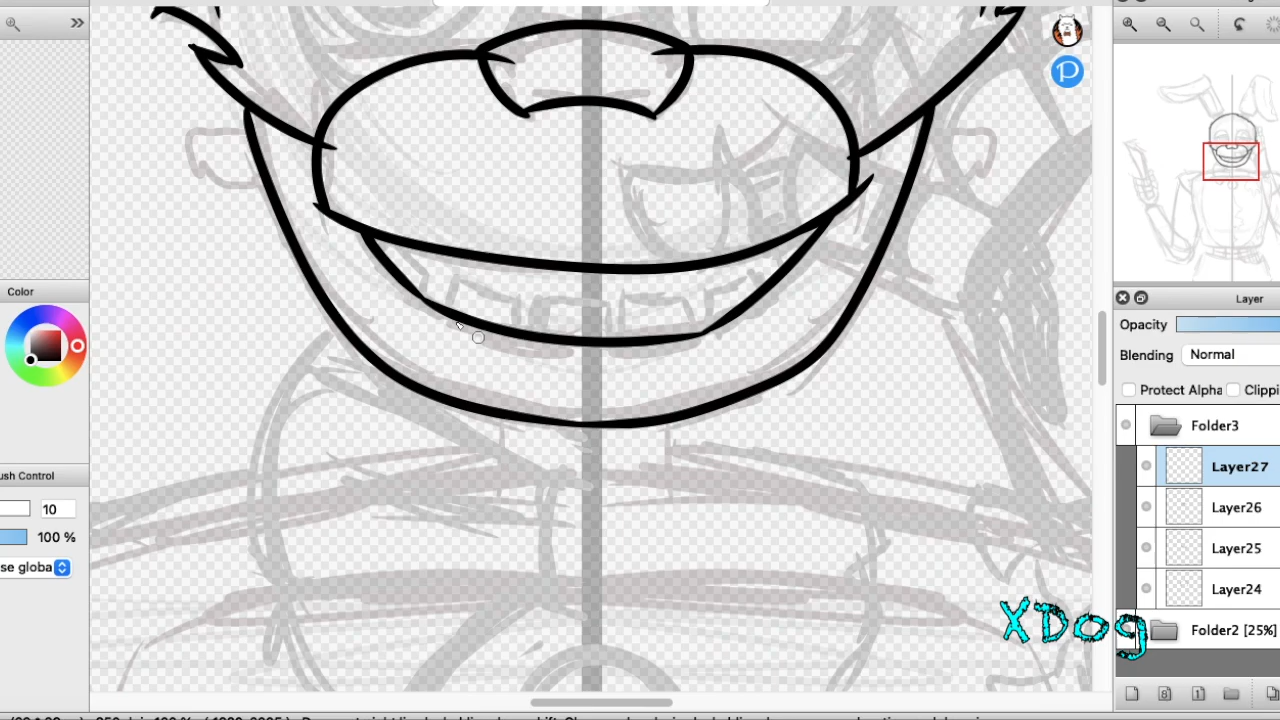 Color
ush Control
10
100 %
se globa
Layer
Opacity
Blending Normal
Protect Alpha Clippi
Folder3
Layer27
Layer26
Layer25
Layer24
Folder2 [25%]
XDog